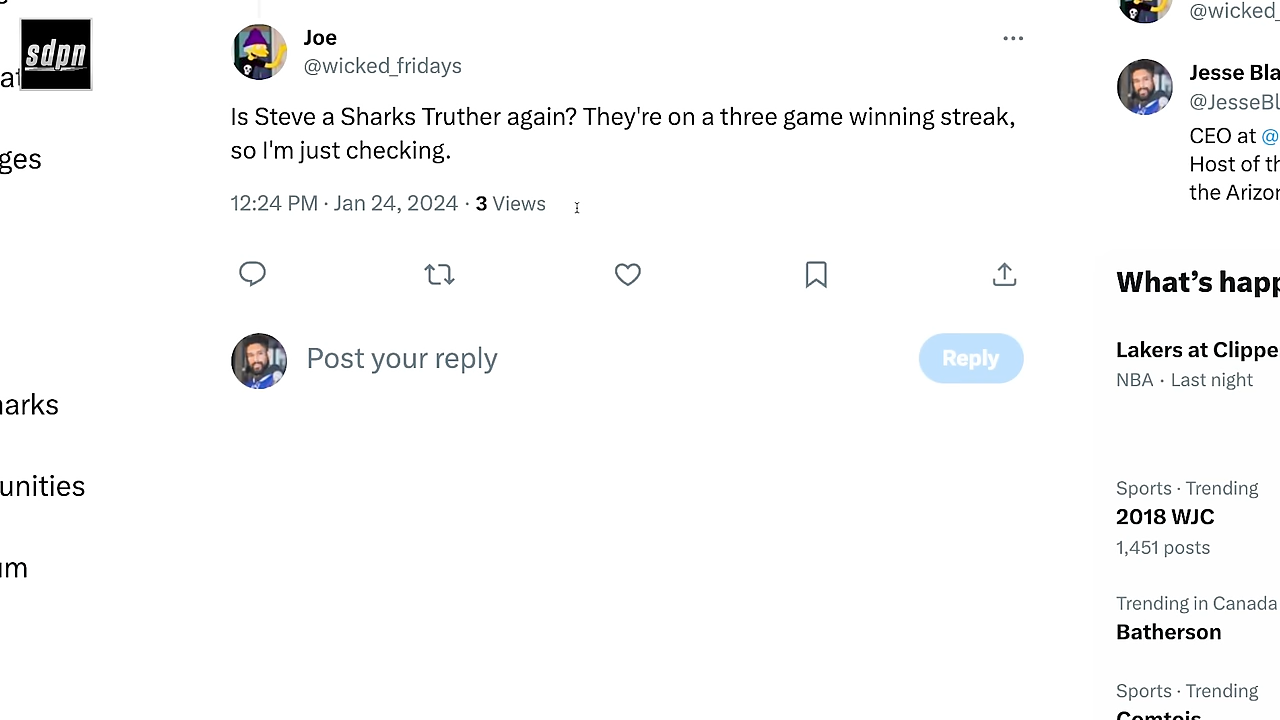 sdpn
ges
arks
unities
um
Joe
@wicked_fridays
Is Steve a Sharks Truther again? They're on a three game winning streak,
so I'm just checking.
12:24 PM · Jan 24, 2024 · 3 Views
Post your reply
Reply
@wicked_
Jesse Bla
@JesseBl
CEO at @
Host of th
the Arizon
What's happ
Lakers at Clippe
NBA · Last night
Sports · Trending
2018 WJC
1,451 posts
Trending in Canada
Batherson
Sports · Trending
Comtois